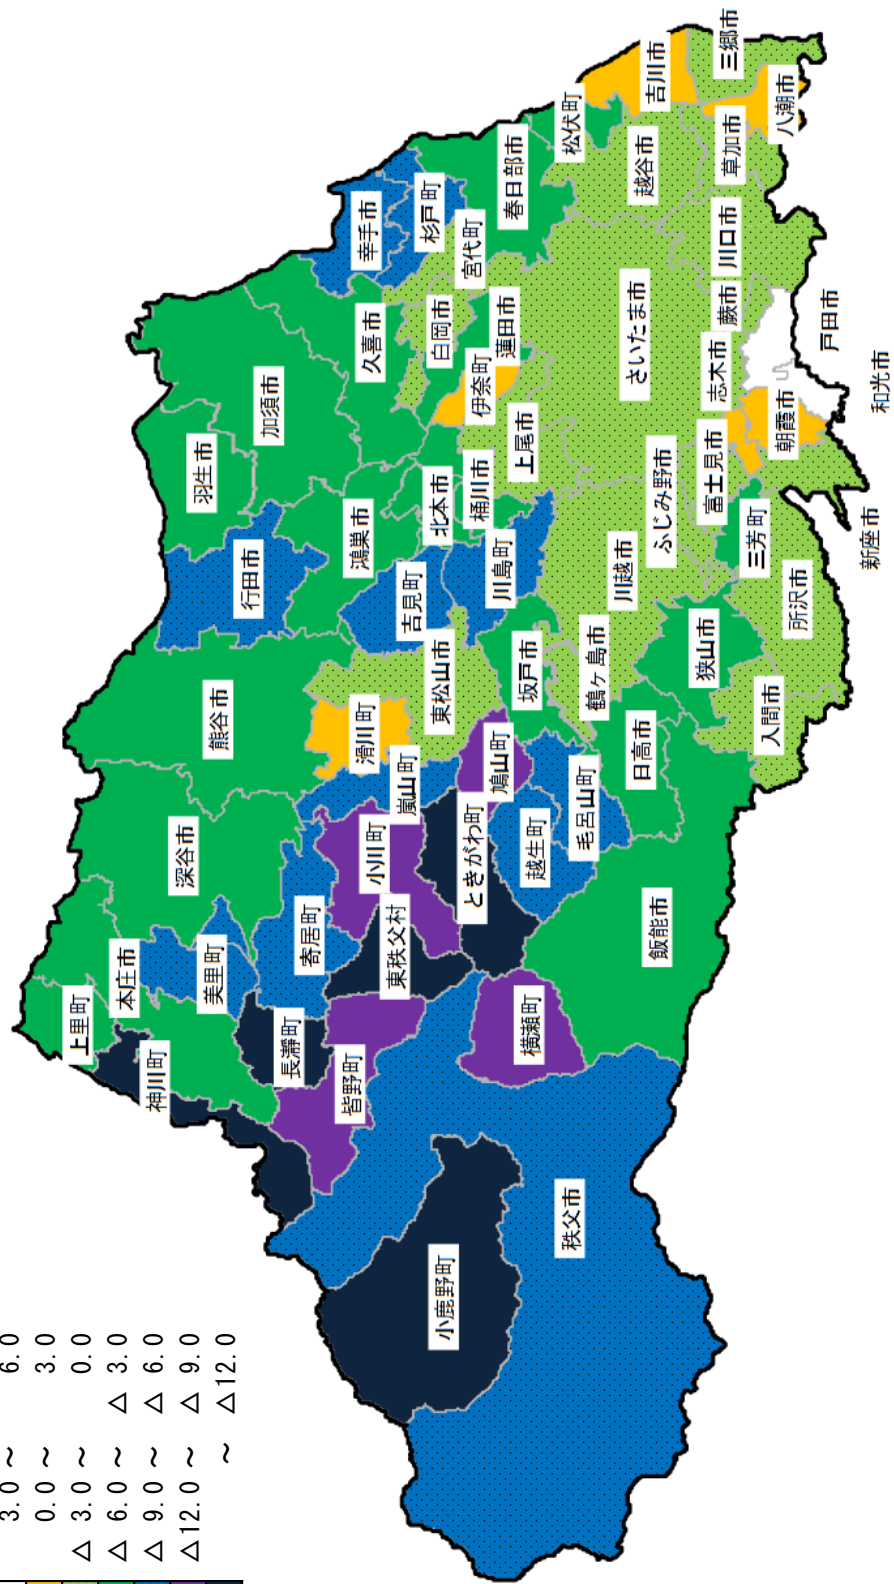 3.0 ～ 6.0
0.0 ～ 3.0
△ 3.0 ～ 0.0
△ 6.0 ～ △ 3.0
△ 9.0 ～ △ 6.0
△12.0 ～ △ 9.0
～ △12.0
上里町
本庄市
神川町
美里町
深谷市
熊谷市
行田市
羽生市
加須市
長瀞町
皆野町
寄居町
小川町
嵐山町
滑川町
東秩父村
ときがわ町
鳩山町
東松山市
吉見町
鴻巣市
北本市
久喜市
幸手市
杉戸町
宮代町
白岡市
蓮田市
伊奈町
桶川市
上尾市
川島町
坂戸市
鶴ヶ島市
毛呂山町
越生町
横瀬町
小鹿野町
秩父市
飯能市
日高市
狭山市
入間市
所沢市
三芳町
川越市
ふじみ野市
富士見市
志木市
朝霞市
新座市
和光市
戸田市
蕨市
川口市
さいたま市
春日部市
松伏町
越谷市
吉川市
三郷市
草加市
八潮市